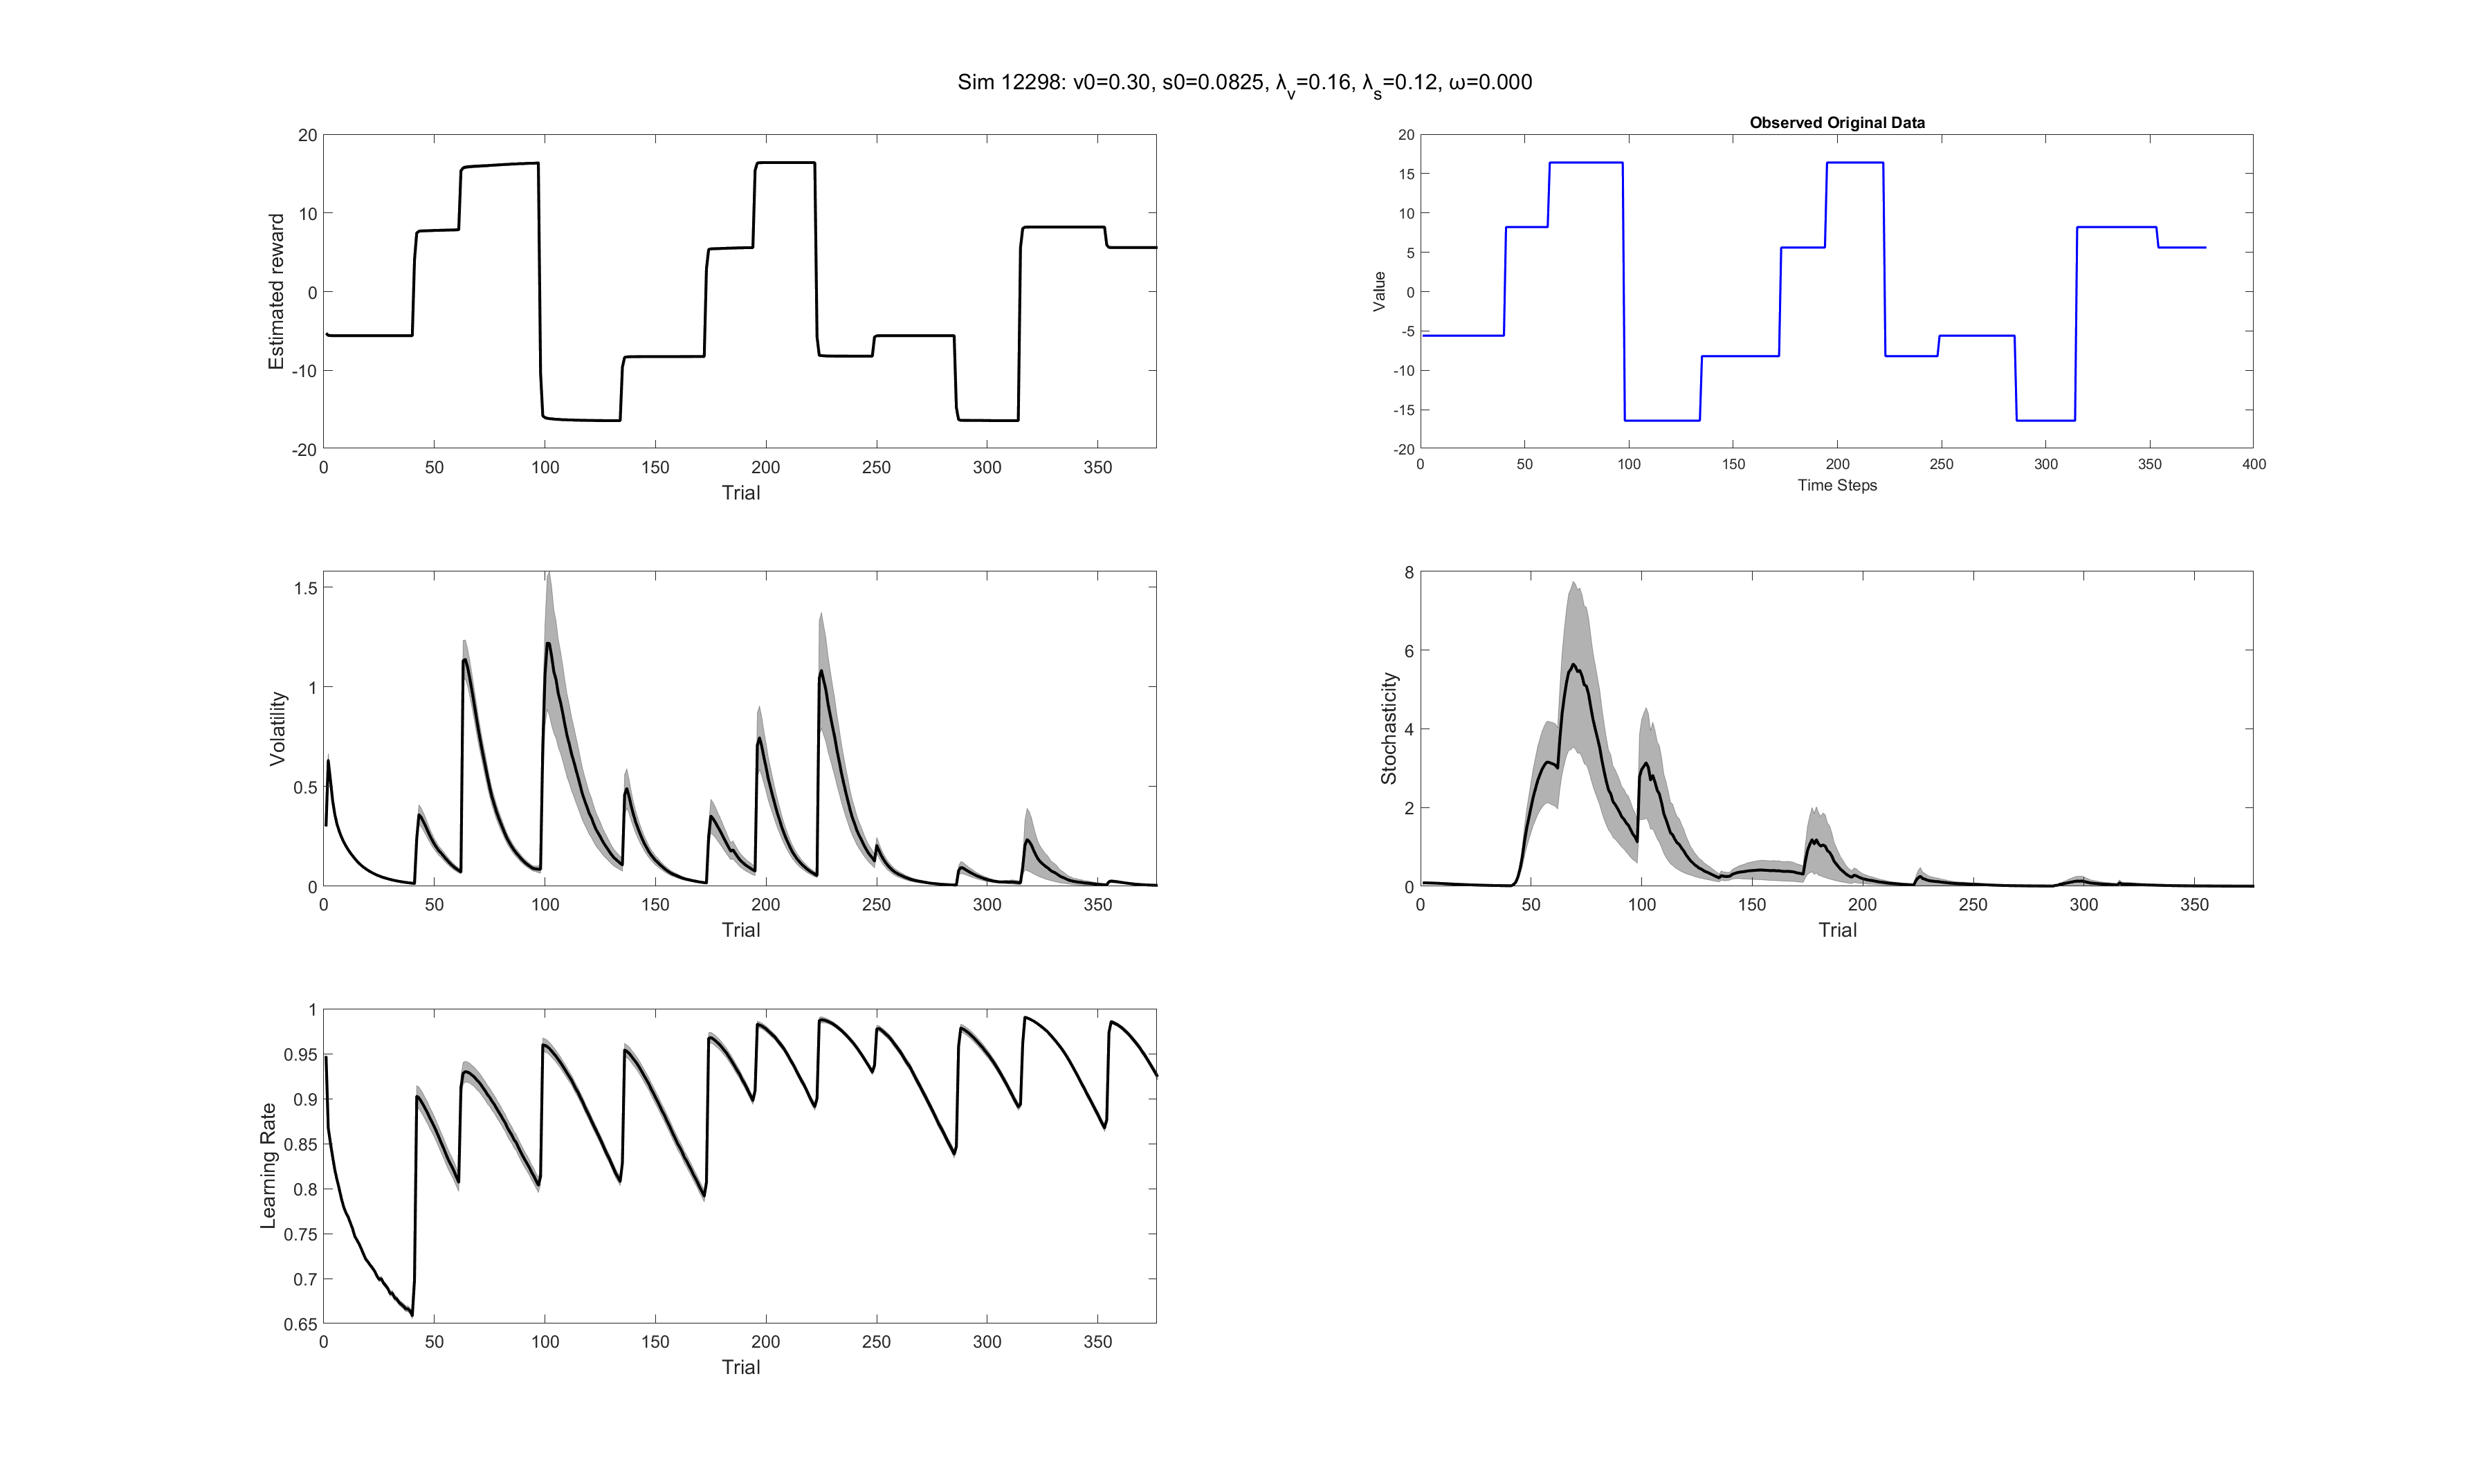 Sim 12298: v0=0.30, s0=0.0825, λv=0.16, λs=0.12, ω=0.000
20
10
0
-10
-20
Estimated reward
0 50 100 150 200 250 300 350
Trial
Observed Original Data
20
15
10
5
0
-5
-10
-15
-20
Value
0 50 100 150 200 250 300 350 400
Time Steps
1.5
1
0.5
0
Volatility
0 50 100 150 200 250 300 350
Trial
8
6
4
2
0
Stochasticity
0 50 100 150 200 250 300 350
Trial
1
0.95
0.9
0.85
0.8
0.75
0.7
0.65
Learning Rate
0 50 100 150 200 250 300 350
Trial